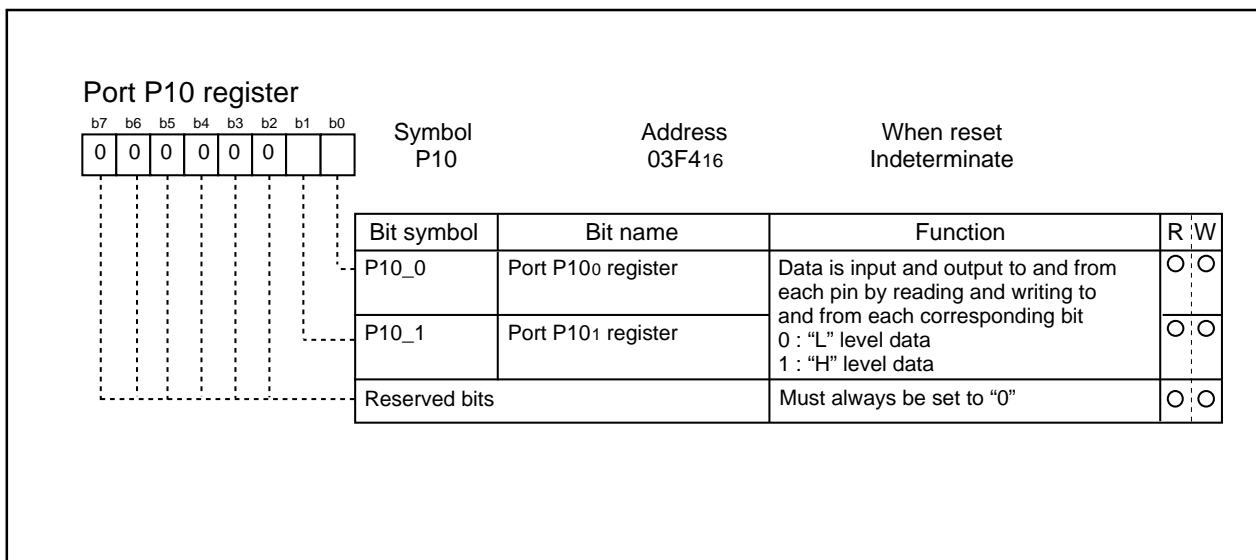 Port P10 register
b7 b6 b5 b4 b3 b2 b1 b0
0 0 0 0 0 0
Symbol Address When reset
P10 03F416 Indeterminate
Bit symbol Bit name Function R W
P10_0 Port P100 register Data is input and output to and from
each pin by reading and writing to
and from each corresponding bit
P10_1 Port P101 register 0 : “L” level data
1 : “H” level data
Reserved bits Must always be set to “0”